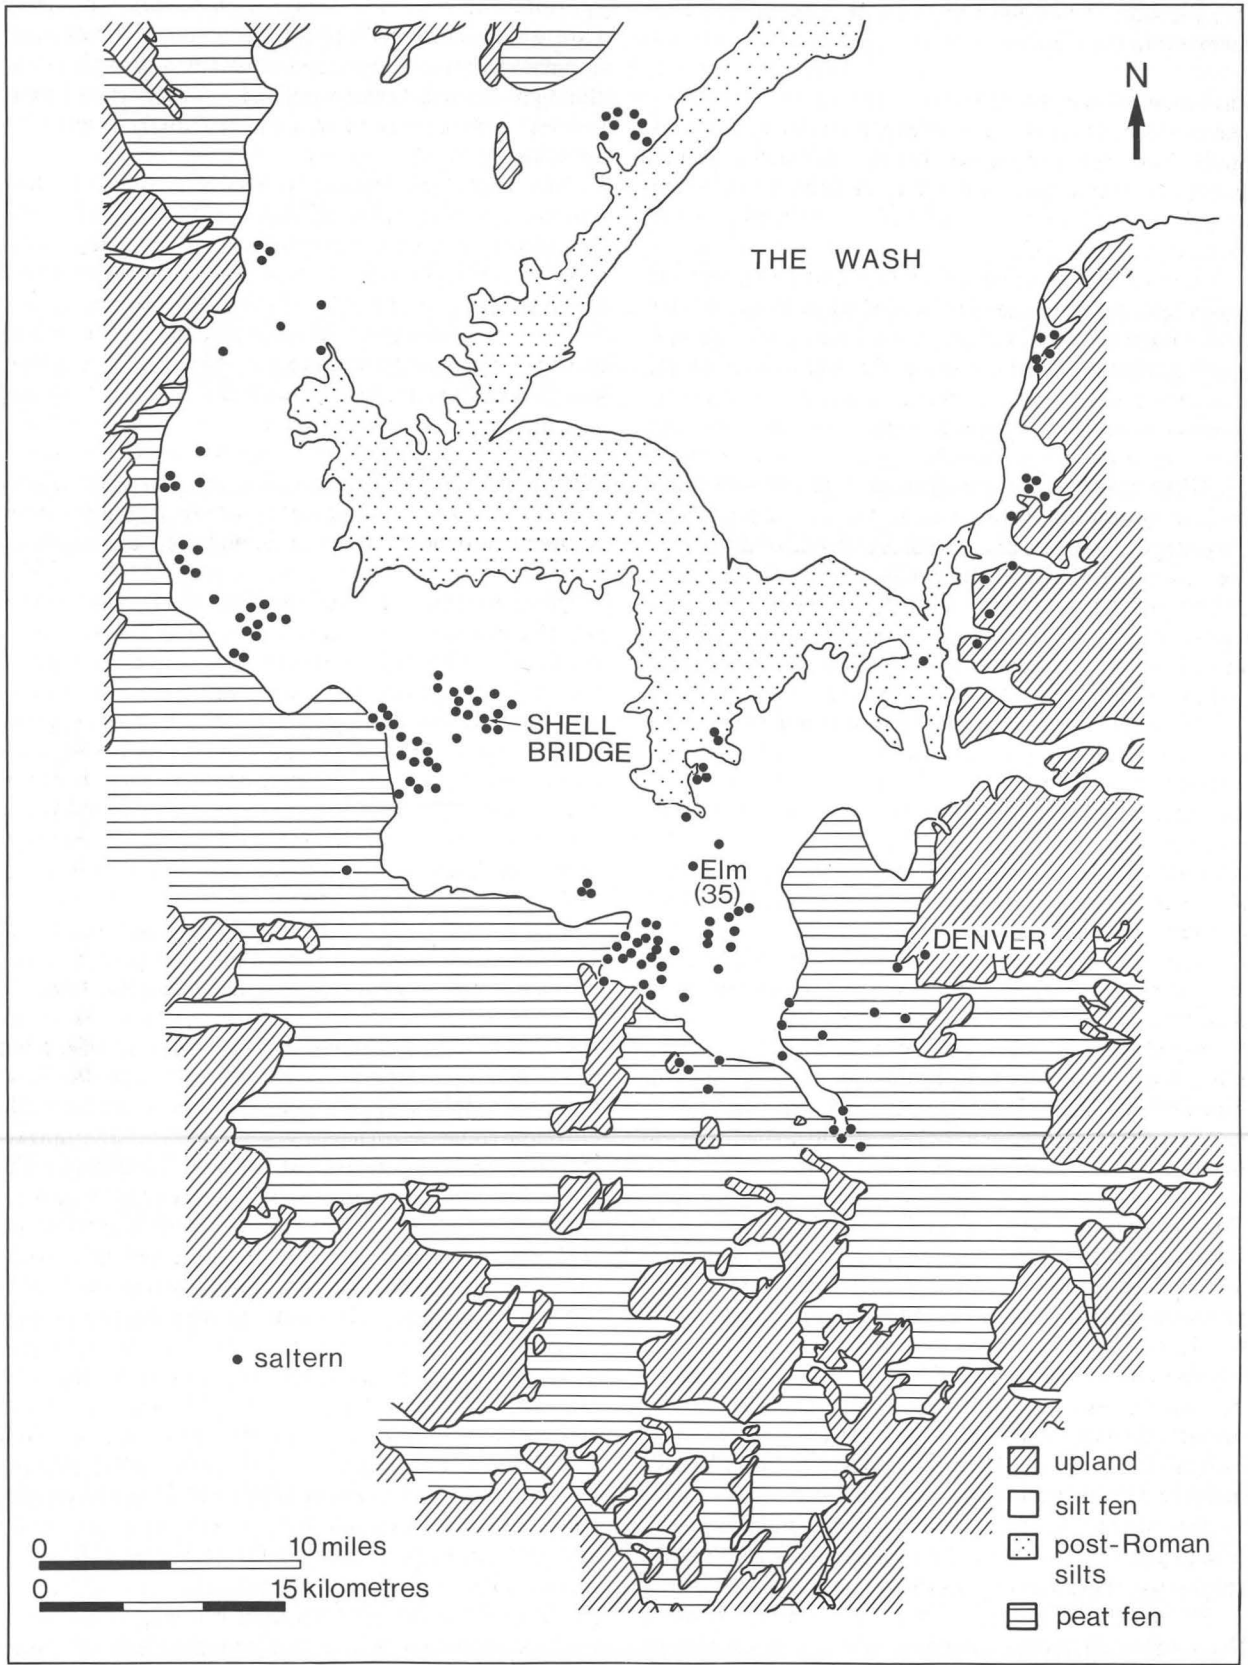 N
THE WASH
SHELL
BRIDGE
Elm
(35)
DENVER
saltern
upland
silt fen
post-Roman
silts
peat fen
0 10 miles
0 15 kilometres